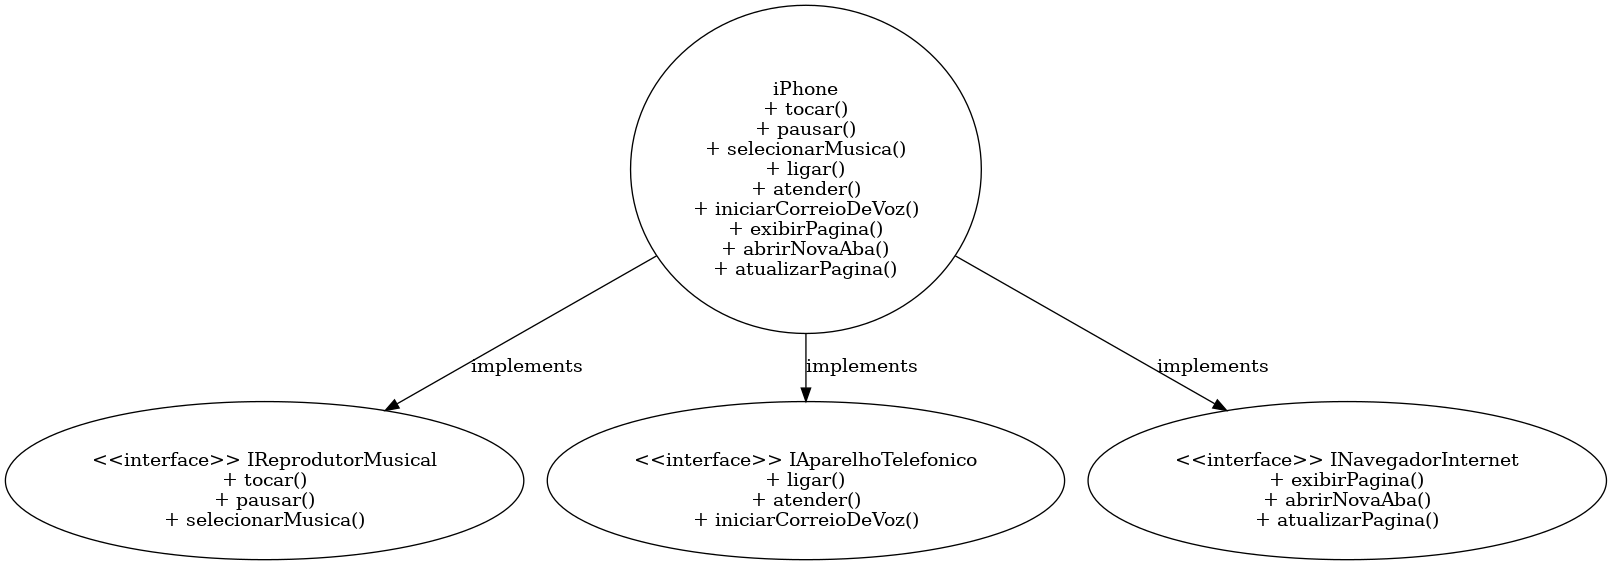 iPhone
+ tocar()
+ pausar()
+ selecionarMusica()
+ ligar()
+ atender()
+ iniciarCorreioDeVoz()
+ exibirPagina()
+ abrirNovaAba()
+ atualizarPagina()
implements
implements
implements
<<interface>> IReprodutorMusical
+ tocar()
+ pausar()
+ selecionarMusica()
<<interface>> IAparelhoTelefonico
+ ligar()
+ atender()
+ iniciarCorreioDeVoz()
<<interface>> INavegadorInternet
+ exibirPagina()
+ abrirNovaAba()
+ atualizarPagina()